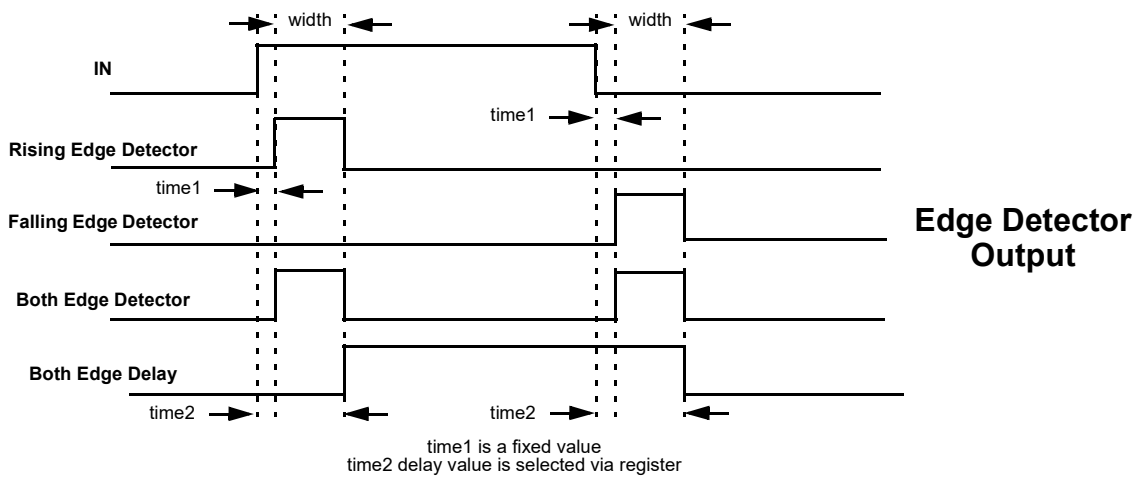 width
width
IN
time1
Rising Edge Detector
time1
Falling Edge Detector
Edge Detector
Output
Both Edge Detector
Both Edge Delay
time2
time2
time1 is a fixed value
time2 delay value is selected via register